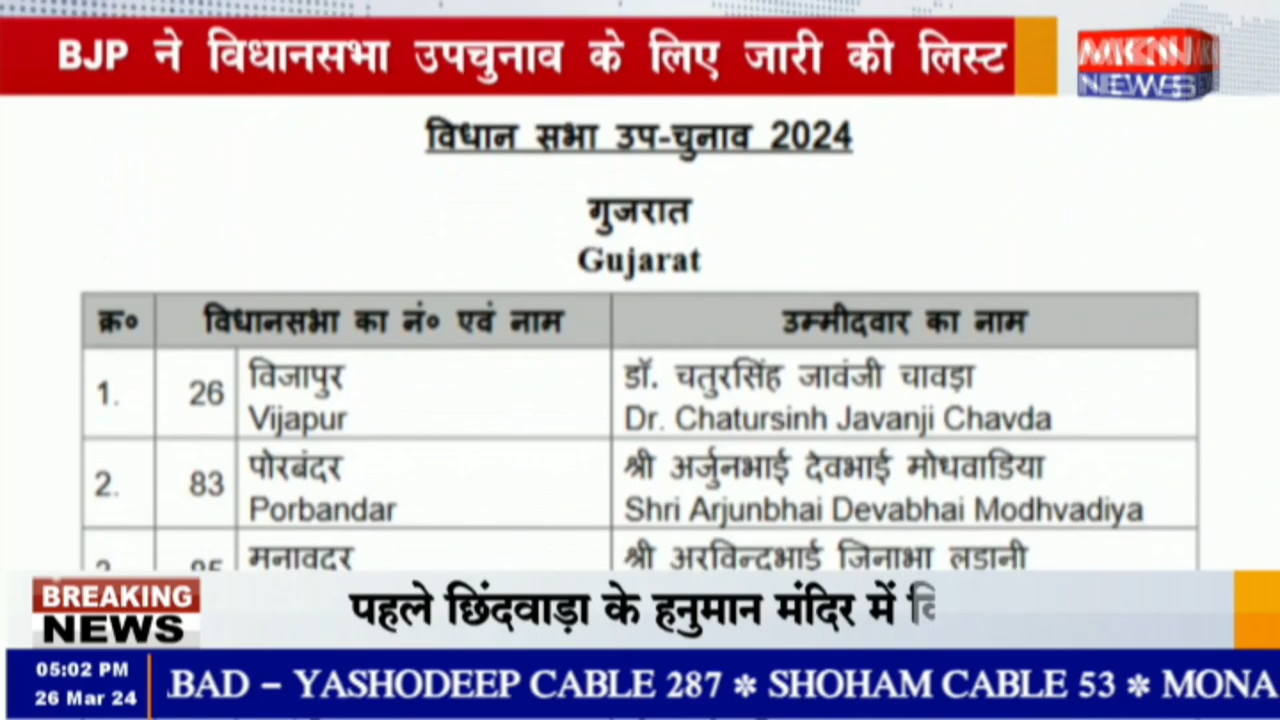 BJP ने विधानसभा उपचुनाव के लिए जारी की लिस्ट
NEWS
विधान सभा उप-चुनाव 2024
गुजरात
Gujarat
क्र० विधानसभा का नं० एवं नाम उम्मीदवार का नाम
1. 26 विजापुर डॉ. चतुरसिंह जावंजी चावड़ा
Vijapur Dr. Chatursinh Javanji Chavda
2. 83 पोरबंदर श्री अर्जुनभाई देवभाई मोधवाडिया
Porbandar Shri Arjunbhai Devabhai Modhvadiya
मनावदर श्री अरविन्दभाई जिनाभा लडानी
BREAKING
NEWS
पहले छिंदवाड़ा के हनुमान मंदिर में
05:02 PM
26 Mar 24
.BAD – YASHODEEP CABLE 287 * SHOHAM CABLE 53 * MONA